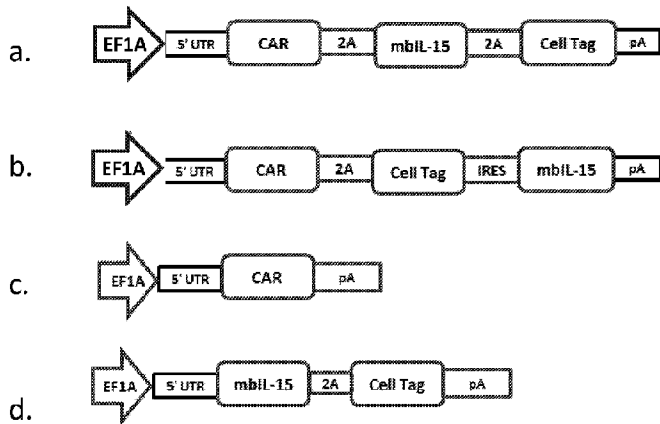 a. EF1A 5' UTR CAR 2A mbIL-15 2A Cell Tag pA
b. EF1A 5' UTR CAR 2A Cell Tag IRES mbIL-15 pA
c. EF1A 5' UTR CAR pA
d. EF1A 5' UTR mbIL-15 2A Cell Tag pA